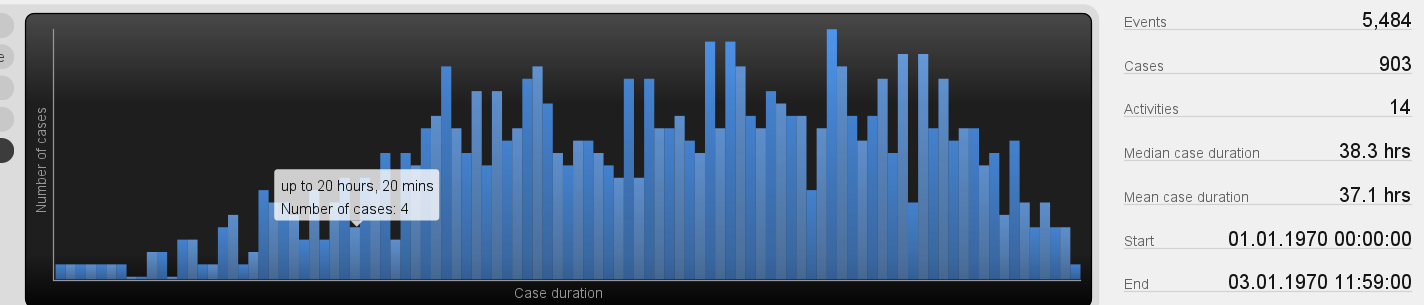 e
Number of cases
up to 20 hours, 20 mins
Number of cases: 4
Case duration
Events 5,484
Cases 903
Activities 14
Median case duration 38.3 hrs
Mean case duration 37.1 hrs
Start 01.01.1970 00:00:00
End 03.01.1970 11:59:00